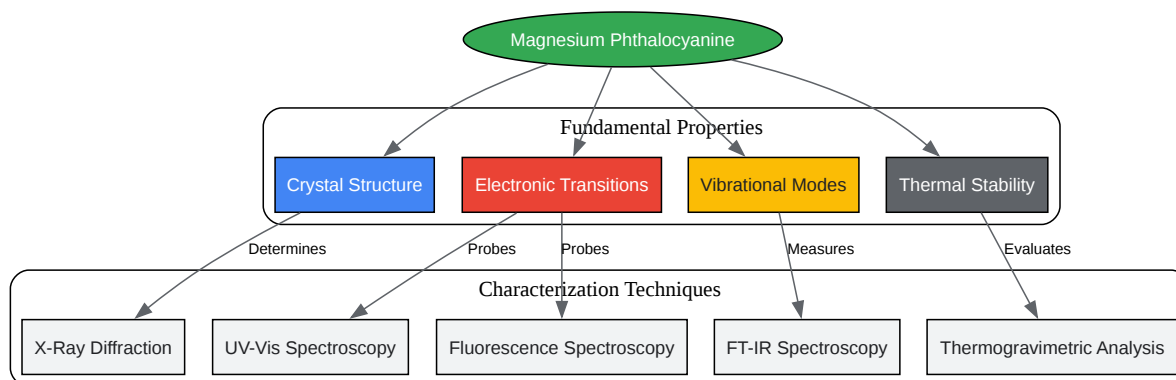 Magnesium Phthalocyanine
Fundamental Properties
Crystal Structure
Electronic Transitions
Vibrational Modes
Thermal Stability
Determines
Probes
Probes
Measures
Evaluates
Characterization Techniques
X-Ray Diffraction
UV-Vis Spectroscopy
Fluorescence Spectroscopy
FT-IR Spectroscopy
Thermogravimetric Analysis